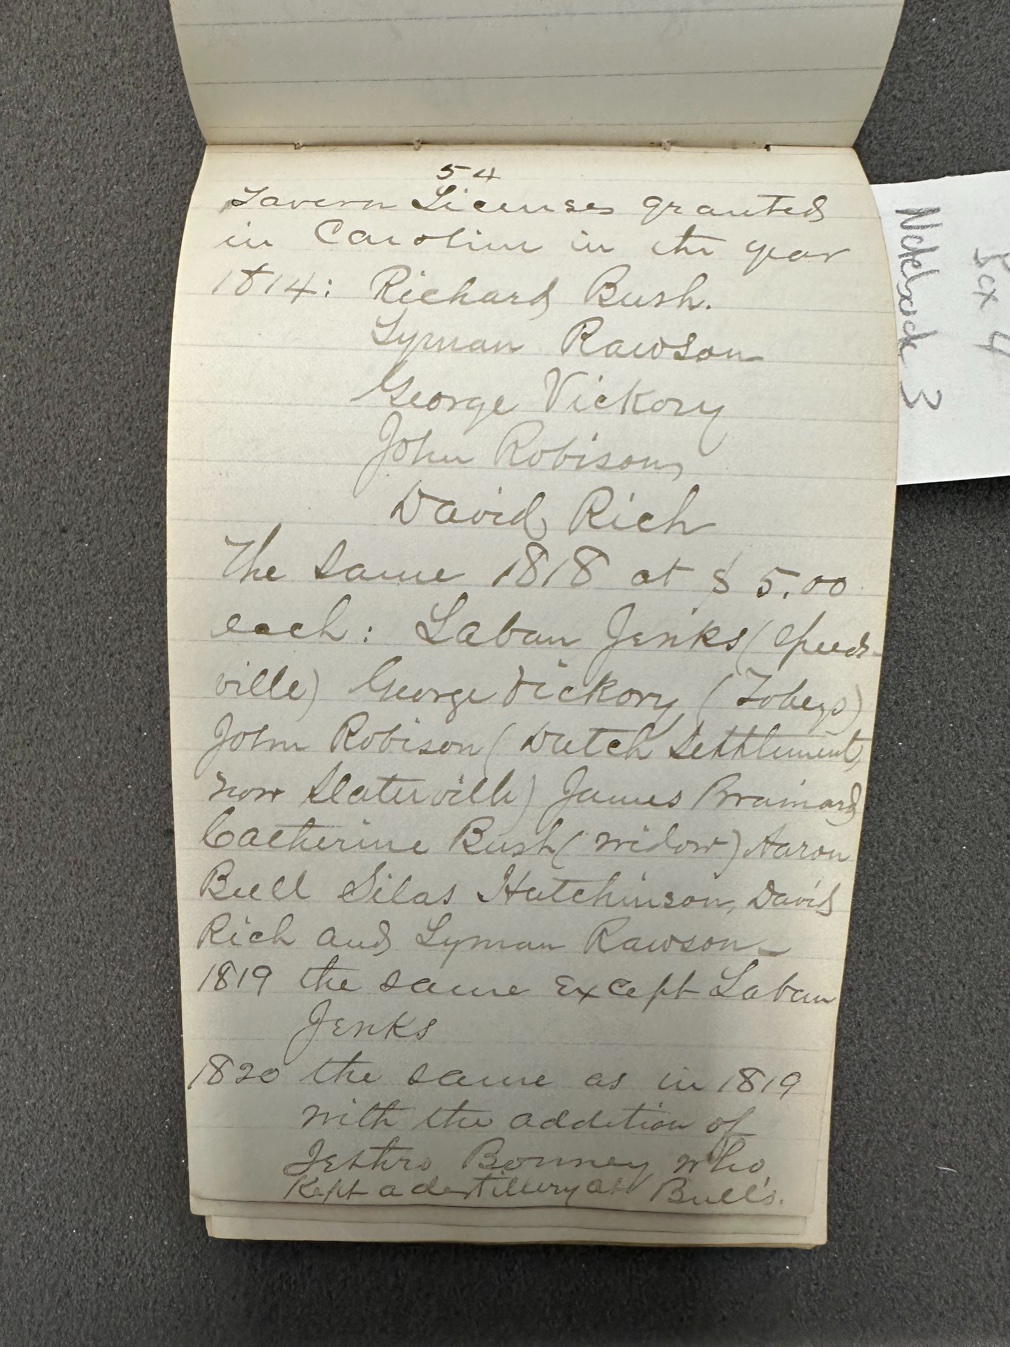 54
Tavern Licenses granted
in Caroline in the year
1814: Richard Bush.
Lyman Rawson
George Vickory
John Robison,
David Rich
The same 1818 at $5.00
each: Laban Jenks (Speeds-
ville) George Vickory (Tobeys)
John Robison (Dutch Settlement,
now Slaterville) James Brainard
Catherine Bush (widow) Aaron
Bull Silas Hutchinson, David
Rich and Lyman Rawson_
1819 the same except Laban
Jenks
1820 the same as in 1819
with the addition of
Jethro Bonney who
Kept a distillery at Bull's.
Notebook 3
Box 4